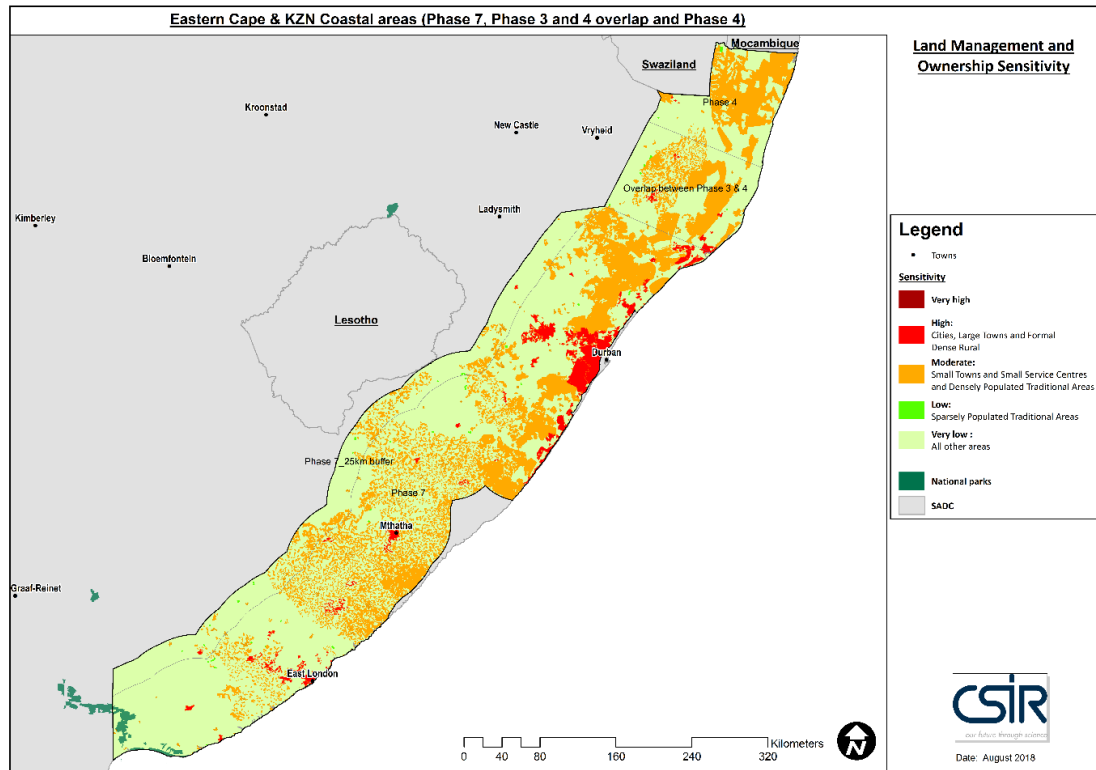 Eastern Cape & KZN Coastal areas (Phase 7, Phase 3 and 4 overlap and Phase 4)
Land Management and
Ownership Sensitivity
Mocambique
Swaziland
Phase 4
Kroonstad
New Castle
Vryheid
Overlap between Phase 3 & 4
Kimberley
Ladysmith
Bloemfontein
Lesotho
Durban
Phase 7_25km buffer
Phase 7
Mthatha
Graaf-Reinet
East London
Legend
Towns
Sensitivity
Very high
High:
Cities, Large Towns and Formal
Dense Rural
Moderate:
Small Towns and Small Service Centres
and Densely Populated Traditional Areas
Low:
Sparsely Populated Traditional Areas
Very low :
All other areas
National parks
SADC
Kilometers
0 40 80 160 240 320
N
CSIR
our future through science
Date: August 2018